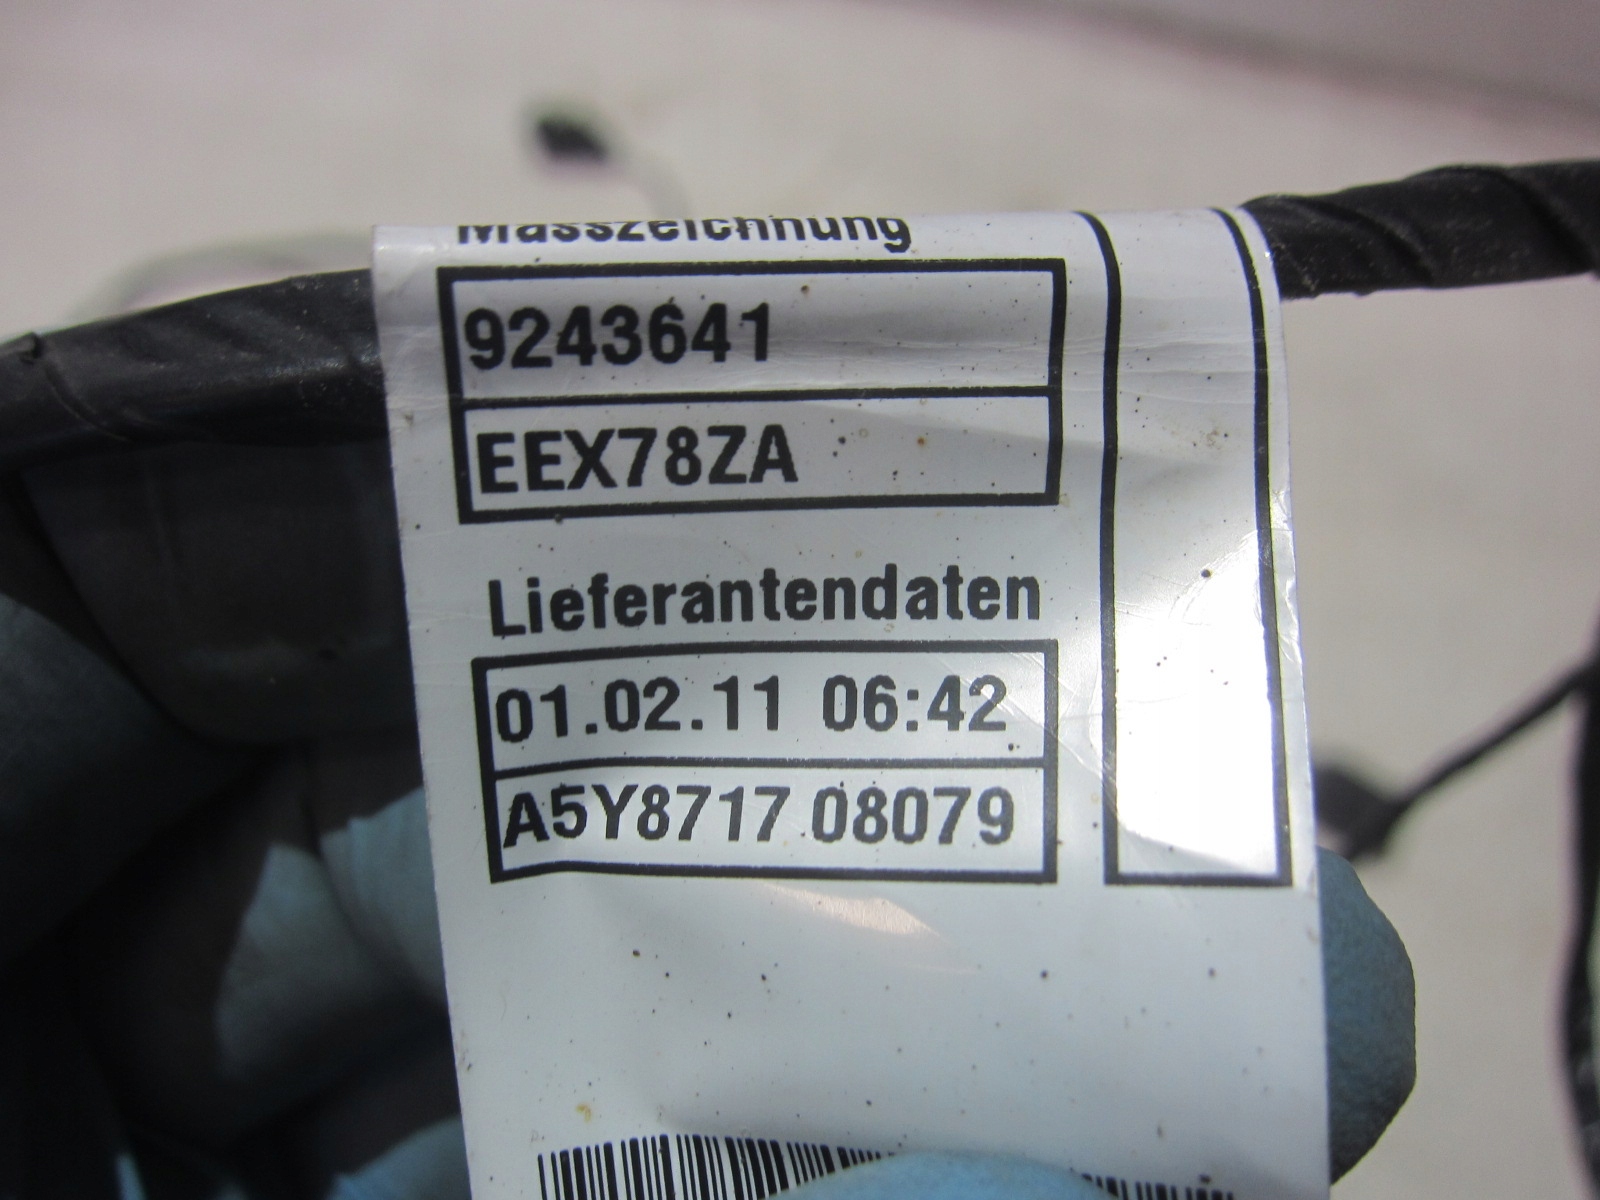 Masszeichnung
9243641
EEX78ZA
Lieferantendaten
01.02.11 06:42
A5Y8717 08079